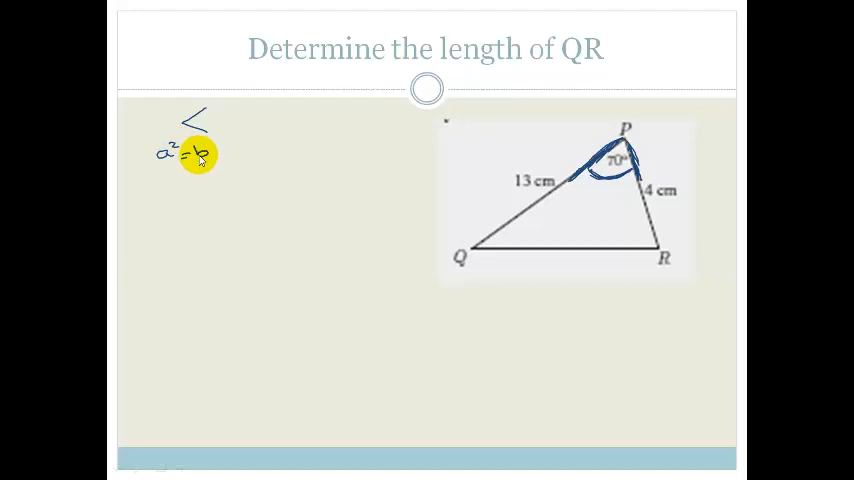 Determine the length of QR
<
a² = b
P
70°
13 cm
4 cm
Q
R